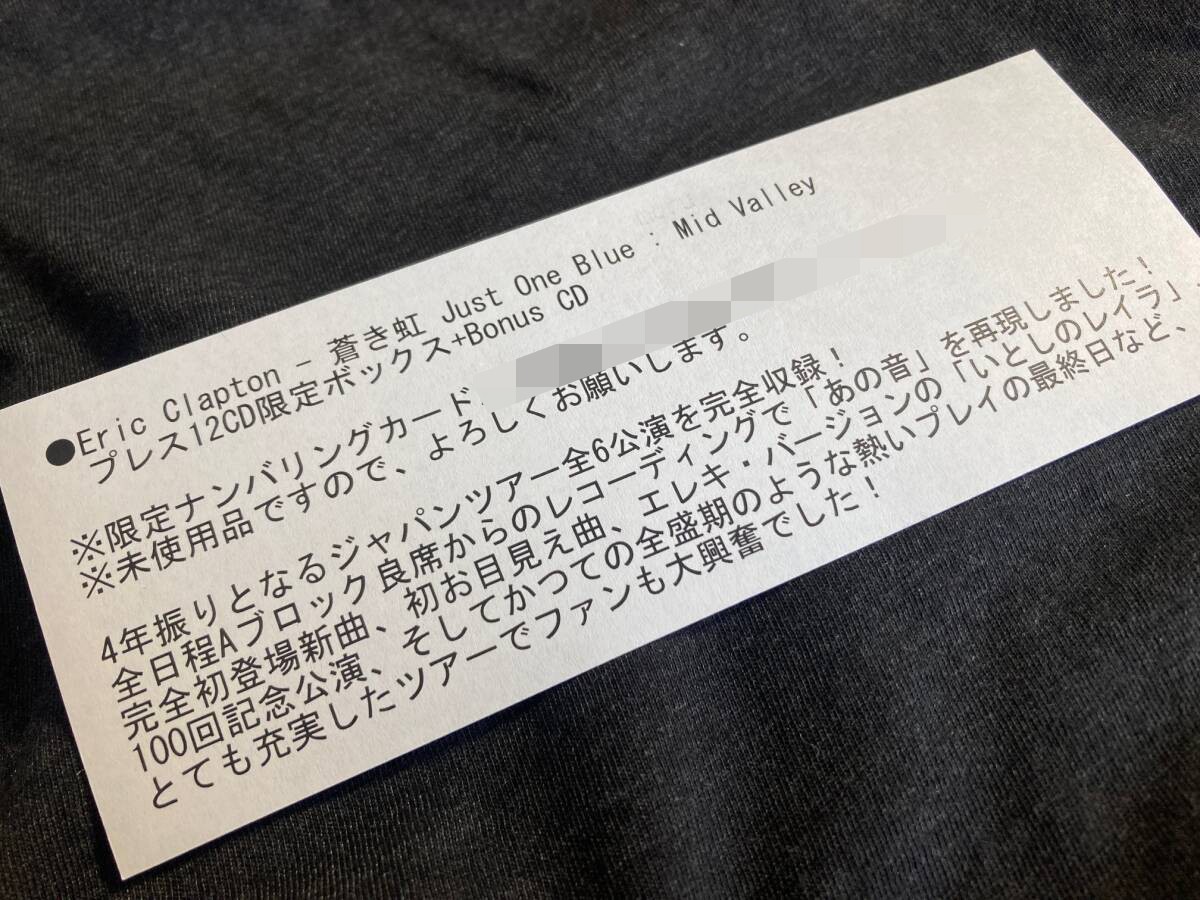 ●Eric Clapton - 蒼き虹 Just One Blue : Mid Valley
プレス12CD限定ボックス+Bonus CD
※限定ナンバリングカード
※未使用品ですので、よろしくお願いします。
4年振りとなるジャパンツアー全6公演を完全収録！
全日程Aブロック良席からのレコーディングで「あの音」を再現しました！
完全初登場新曲、初お目見え曲、エレキ・バージョンの「いとしのレイラ」、
100回記念公演、そしてかつての全盛期のような熱いプレイの最終日など、
とても充実したツアーでファンも大興奮でした！